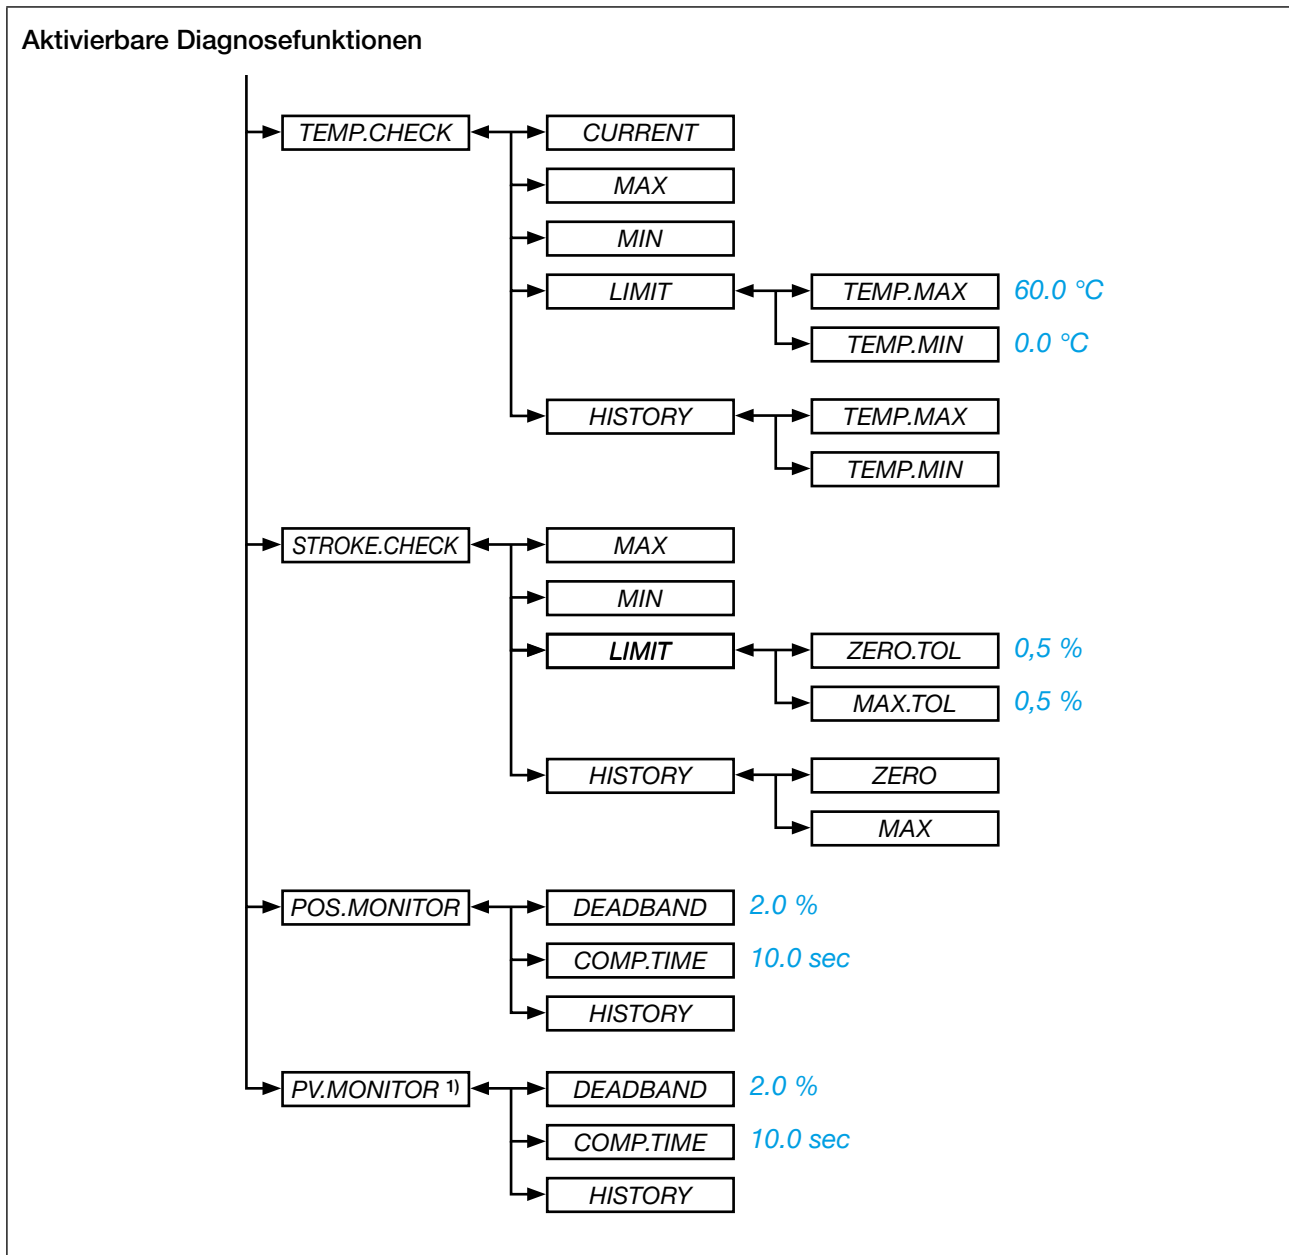 Aktivierbare Diagnosefunktionen
TEMP.CHECK
CURRENT
MAX
MIN
LIMIT
TEMP.MAX
60.0 °C
TEMP.MIN
0.0 °C
HISTORY
TEMP.MAX
TEMP.MIN
STROKE.CHECK
MAX
MIN
LIMIT
ZERO.TOL
0,5 %
MAX.TOL
0,5 %
HISTORY
ZERO
MAX
POS.MONITOR
DEADBAND
2.0 %
COMP.TIME
10.0 sec
HISTORY
PV.MONITOR 1)
DEADBAND
2.0 %
COMP.TIME
10.0 sec
HISTORY